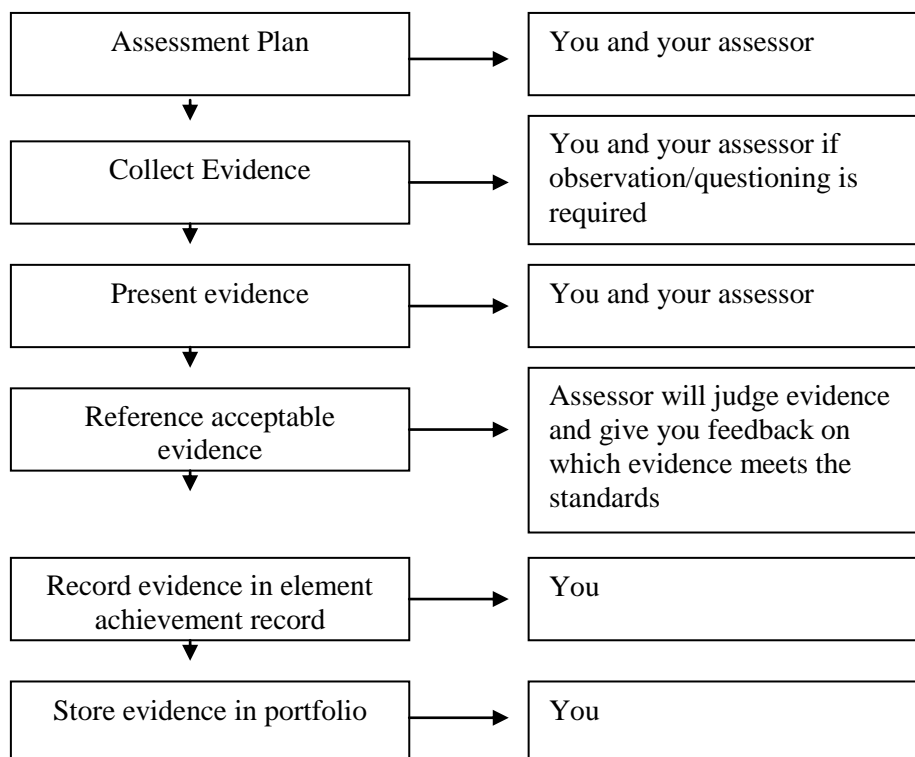 Assessment Plan
You and your assessor
Collect Evidence
You and your assessor if
observation/questioning is
required
Present evidence
You and your assessor
Reference acceptable
evidence
Assessor will judge evidence
and give you feedback on
which evidence meets the
standards
Record evidence in element
achievement record
You
Store evidence in portfolio
You